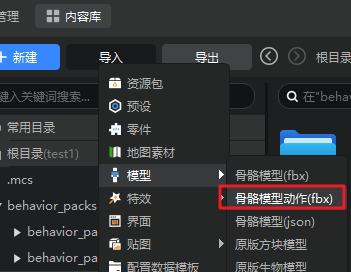 管理
内容库
新建
导入
导出
根目录
输入关键词搜索...
在"behav
常用目录
根目录(test1)
.mcs
behavior_packs
behavior_pa
behavior_pa
资源包
预设
零件
地图素材
模型
特效
界面
贴图
配置数据模板
骨骼模型(fbx)
骨骼模型动作(fbx)
骨骼模型(json)
原版方块模型
原版生物模型